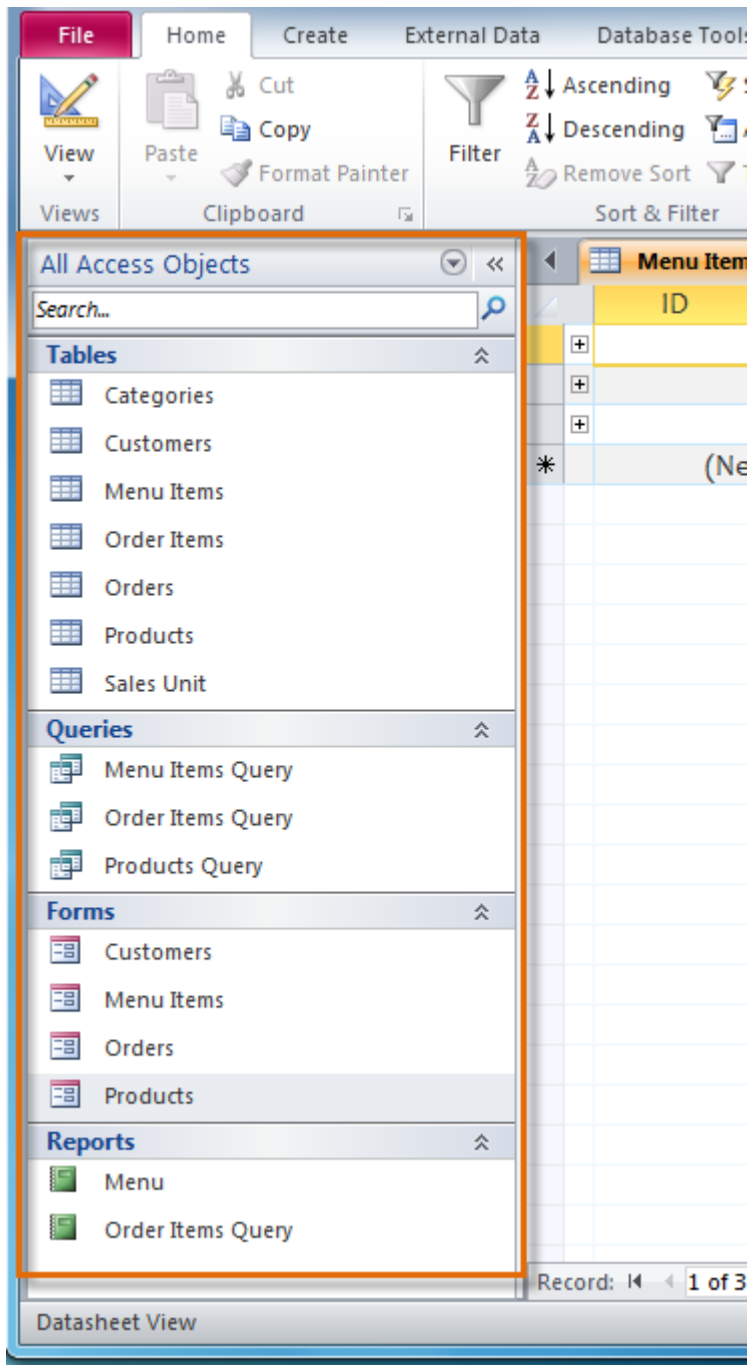 File Home Create External Data Database Tools
Cut Ascending
Copy Descending
View Paste Format Painter Filter Remove Sort
Views Clipboard Sort & Filter
All Access Objects Menu Item
Search... ID
Tables
Categories
Customers
Menu Items (Ne
Order Items
Orders
Products
Sales Unit
Queries
Menu Items Query
Order Items Query
Products Query
Forms
Customers
Menu Items
Orders
Products
Reports
Menu
Order Items Query
Record: 1 of 3
Datasheet View